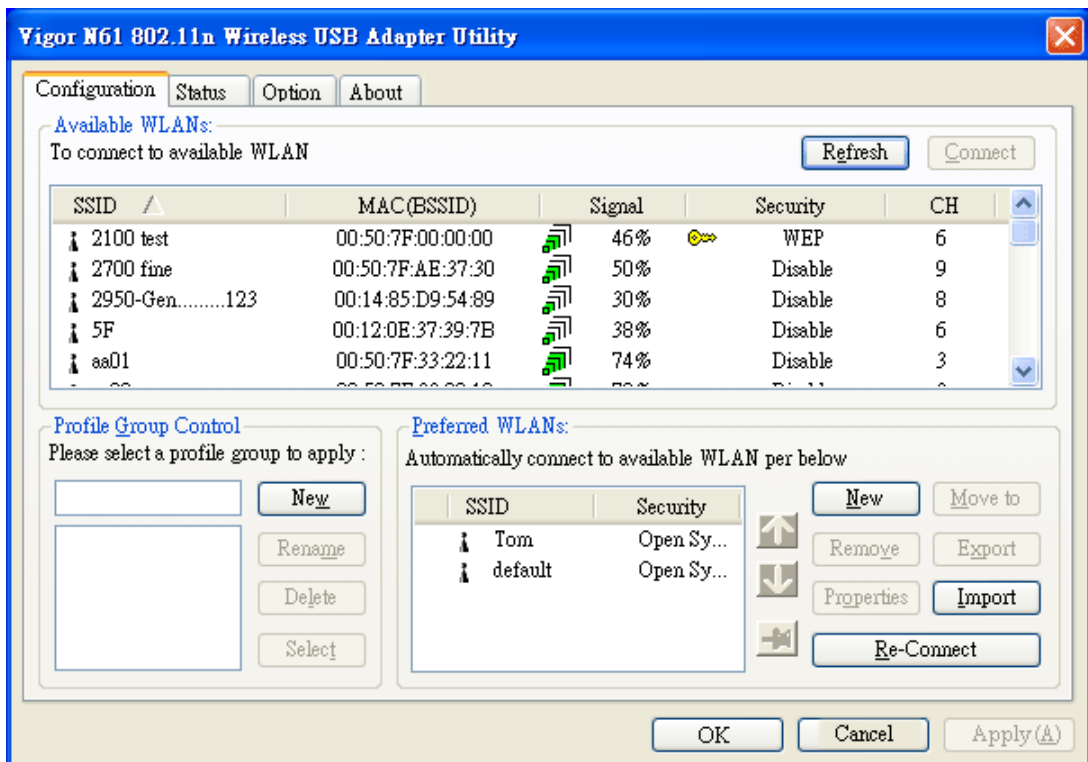 Vigor N61 802.11n Wireless USB Adapter Utility
Configuration Status Option About
Available WLANs:
To connect to available WLAN
Refresh Connect
SSID MAC(BSSID) Signal Security CH
2100 test 00:50:7F:00:00:00 46% WEP 6
2700 fine 00:50:7F:AE:37:30 50% Disable 9
2950-Gen.........123 00:14:85:D9:54:89 30% Disable 8
5F 00:12:0E:37:39:7B 38% Disable 6
aa01 00:50:7F:33:22:11 74% Disable 3
Profile Group Control
Please select a profile group to apply :
New
Rename
Delete
Select
Preferred WLANs:
Automatically connect to available WLAN per below
SSID Security
Tom Open Sy...
default Open Sy...
New Move to
Remove Export
Properties Import
Re-Connect
OK Cancel Apply(A)